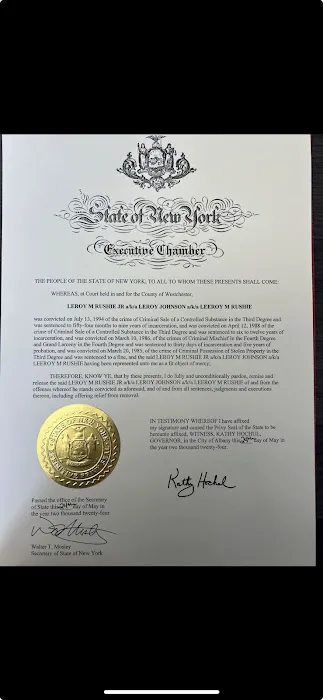 State of New York
Executive Chamber
THE PEOPLE OF THE STATE OF NEW YORK, TO ALL TO WHOM THESE PRESENTS SHALL COME:
WHEREAS, at Court held in and for the County of Westchester,
LEROY M RUSHIE JR a/k/a LEROY JOHNSON a/k/a LEEROY M RUSHIE
was convicted on July 13, 1994 of the crime of Criminal Sale of a Controlled Substance in the Third Degree and
was sentenced to fifty-four months to nine years of incarceration, and was convicted on April 12, 1988 of the
crime of Criminal Sale of a Controlled Substance in the Third Degree and was sentenced to six to twelve years of
incarceration, and was convicted on March 10, 1986, of the crimes of Criminal Mischief in the Fourth Degree
and Grand Larceny in the Fourth Degree and was sentenced to thirty days of incarceration and five years of
probation, and was convicted on March 20, 1985, of the crime of Criminal Possession of Stolen Property in the
Third Degree and was sentenced to a fine, and the said LEROY M RUSHIE JR a/k/a LEROY JOHNSON a/k/a
LEEROY M RUSHIE having been represented unto me as a fit object of mercy;
THEREFORE, KNOW YE, that by these presents, I do fully and unconditionally pardon, remise and
release the said LEROY M RUSHIE JR a/k/a LEROY JOHNSON a/k/a LEEROY M RUSHIE of and from the
offenses whereof he stands convicted as aforesaid, and of and from all sentences, judgments and executions
thereon, including offering relief from removal.
IN TESTIMONY WHEREOF I have affixed
my signature and caused the Privy Seal of the State to be
hereunto affixed. WITNESS, KATHY HOCHUL,
GOVERNOR, in the City of Albany this day of May in
the year two thousand twenty-four.
Kathy Hochul
Passed the office of the Secretary
of State this day of May in
the year two thousand twenty-four
Walter T. Mosley
Secretary of State of New York